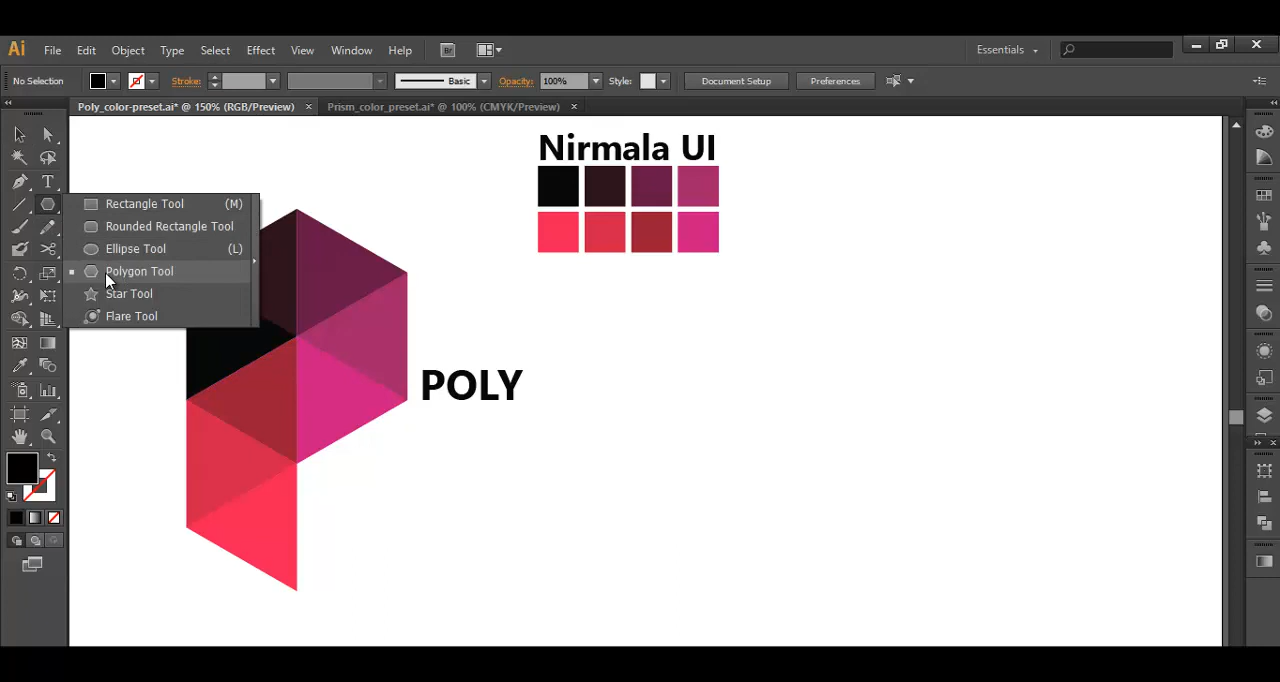 Ai File Edit Object Type Select Effect View Window Help Br Essentials
No Selection Stroke: Basic Opacity: 100% Style: Document Setup Preferences
Poly_color-preset.ai* @ 150% (RGB/Preview) × Prism_color_preset.ai* @ 100% (CMYK/Preview) ×
Nirmala UI
Rectangle Tool (M)
Rounded Rectangle Tool
Ellipse Tool (L)
Polygon Tool
Star Tool
Flare Tool
POLY